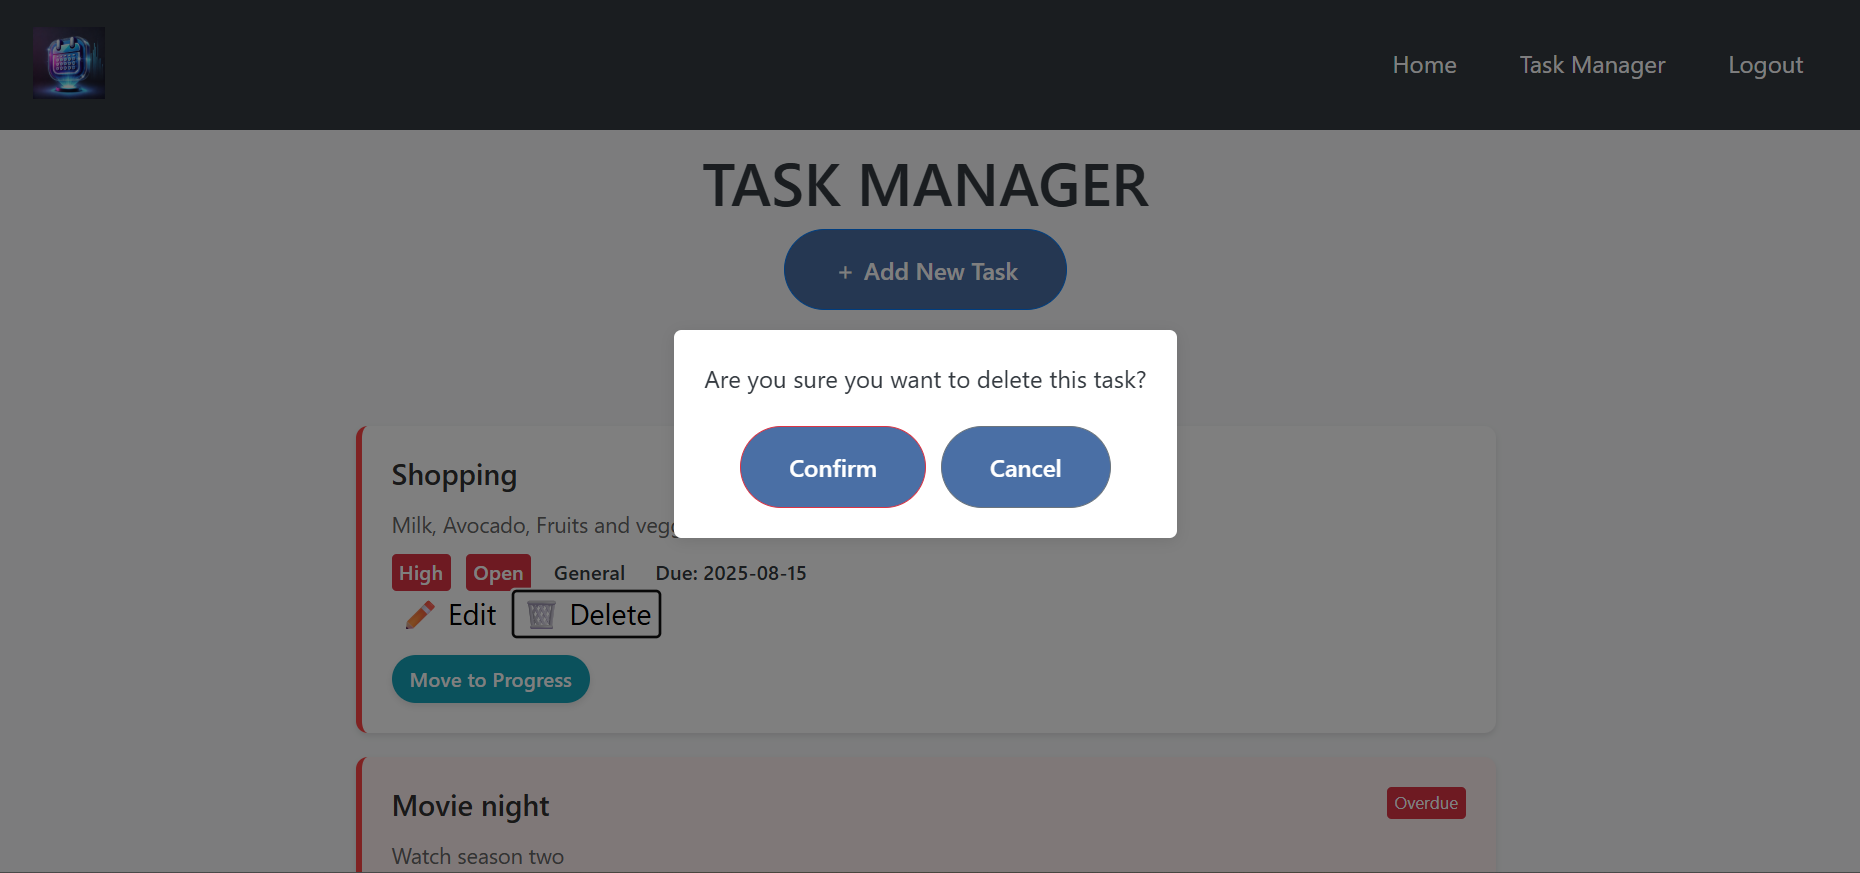 Home Task Manager Logout
TASK MANAGER
+ Add New Task
Are you sure you want to delete this task?
Confirm Cancel
Shopping
Milk, Avocado, Fruits and
High Open General Due: 2025-08-15
Edit Delete
Move to Progress
Movie night
Overdue
Watch season two